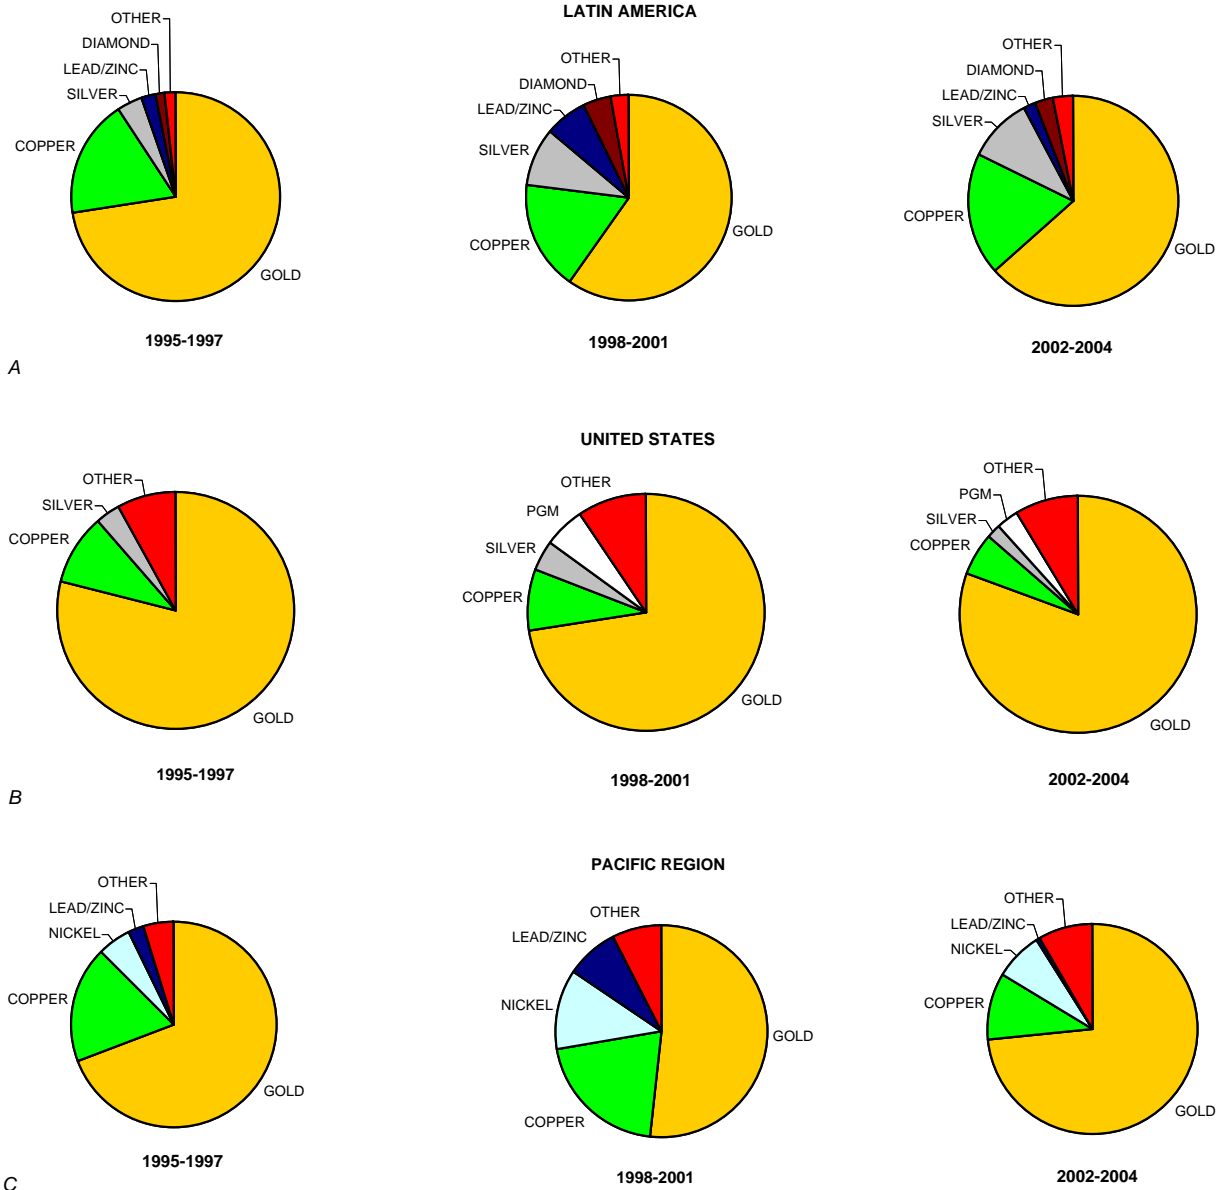 LATIN AMERICA
OTHER
DIAMOND
LEAD/ZINC
SILVER
COPPER
GOLD
1995-1997
OTHER
DIAMOND
LEAD/ZINC
SILVER
COPPER
GOLD
1998-2001
OTHER
DIAMOND
LEAD/ZINC
SILVER
COPPER
GOLD
2002-2004
A
UNITED STATES
OTHER
SILVER
COPPER
GOLD
1995-1997
OTHER
PGM
SILVER
COPPER
GOLD
1998-2001
OTHER
PGM
SILVER
COPPER
GOLD
2002-2004
B
PACIFIC REGION
OTHER
LEAD/ZINC
NICKEL
COPPER
GOLD
1995-1997
OTHER
LEAD/ZINC
NICKEL
GOLD
COPPER
1998-2001
OTHER
LEAD/ZINC
NICKEL
COPPER
GOLD
2002-2004
C